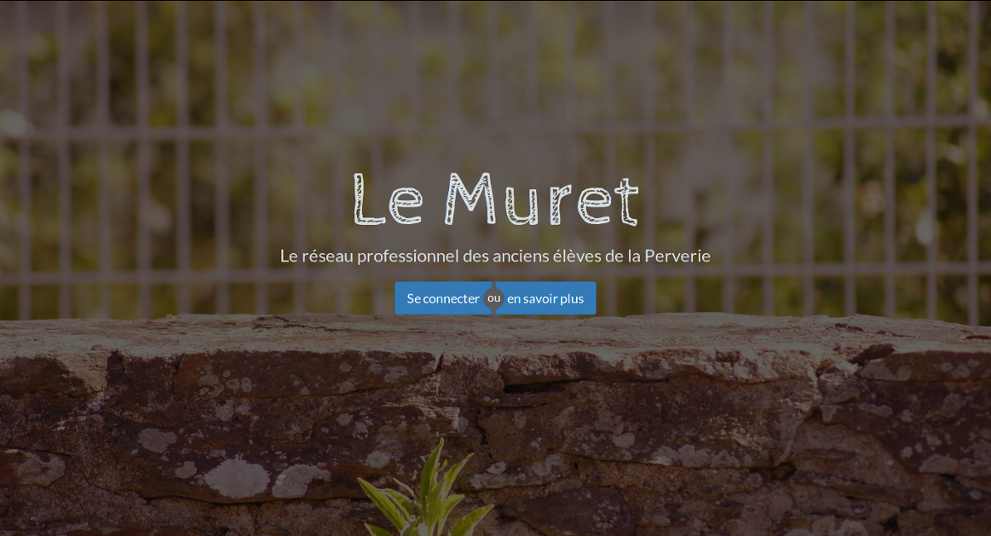 Le Muret
Le réseau professionnel des anciens élèves de la Perverie
Se connecter ou en savoir plus